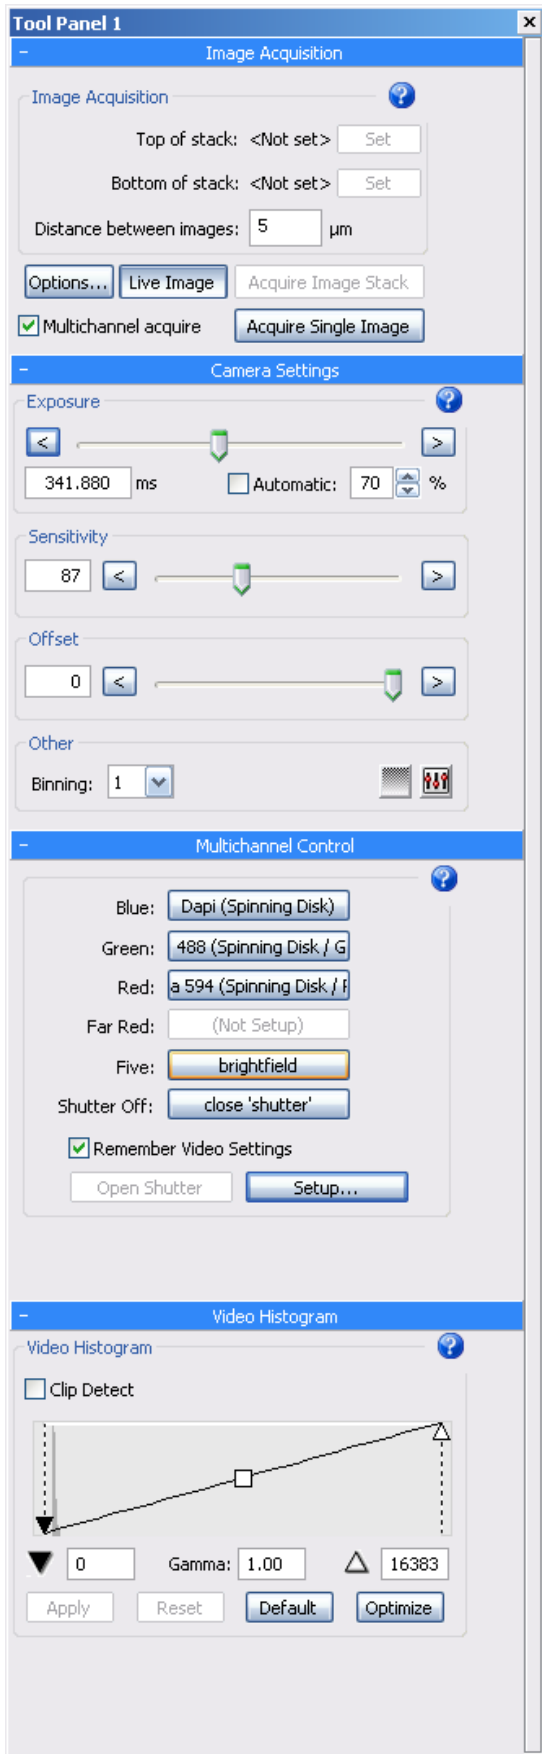 Tool Panel 1
Image Acquisition
Image Acquisition
Top of stack: <Not set> Set
Bottom of stack: <Not set> Set
Distance between images: 5 µm
Options... Live Image Acquire Image Stack
Multichannel acquire Acquire Single Image
Camera Settings
Exposure
< >
341.880 ms Automatic: 70 %
Sensitivity
87 < >
Offset
0 < >
Other
Binning: 1
Multichannel Control
Blue: Dapi (Spinning Disk)
Green: 488 (Spinning Disk / G
Red: a 594 (Spinning Disk / F
Far Red: (Not Setup)
Five: brightfield
Shutter Off: close 'shutter'
Remember Video Settings
Open Shutter Setup...
Video Histogram
Video Histogram
Clip Detect
0 Gamma: 1.00 16383
Apply Reset Default Optimize